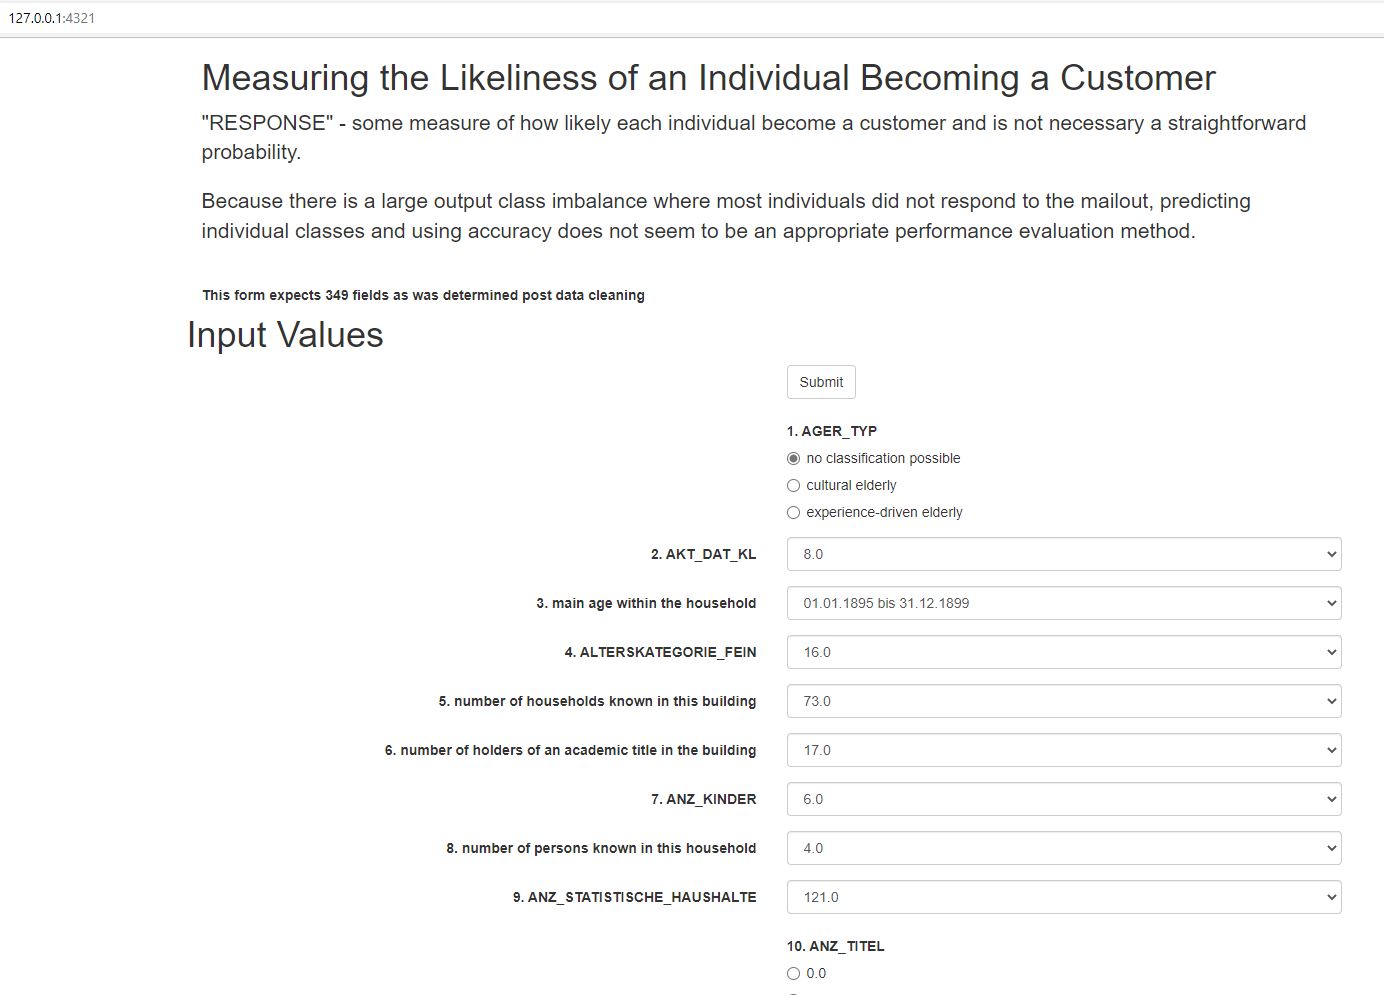 127.0.0.1:4321
Measuring the Likeliness of an Individual Becoming a Customer
"RESPONSE" - some measure of how likely each individual become a customer and is not necessary a straightforward
probability.
Because there is a large output class imbalance where most individuals did not respond to the mailout, predicting
individual classes and using accuracy does not seem to be an appropriate performance evaluation method.
This form expects 349 fields as was determined post data cleaning
Input Values
Submit
1. AGER_TYP
no classification possible
cultural elderly
experience-driven elderly
2. AKT_DAT_KL 8.0
3. main age within the household 01.01.1895 bis 31.12.1899
4. ALTERSKATEGORIE_FEIN 16.0
5. number of households known in this building 73.0
6. number of holders of an academic title in the building 17.0
7. ANZ_KINDER 6.0
8. number of persons known in this household 4.0
9. ANZ_STATISTISCHE_HAUSHALTE 121.0
10. ANZ_TITEL
0.0